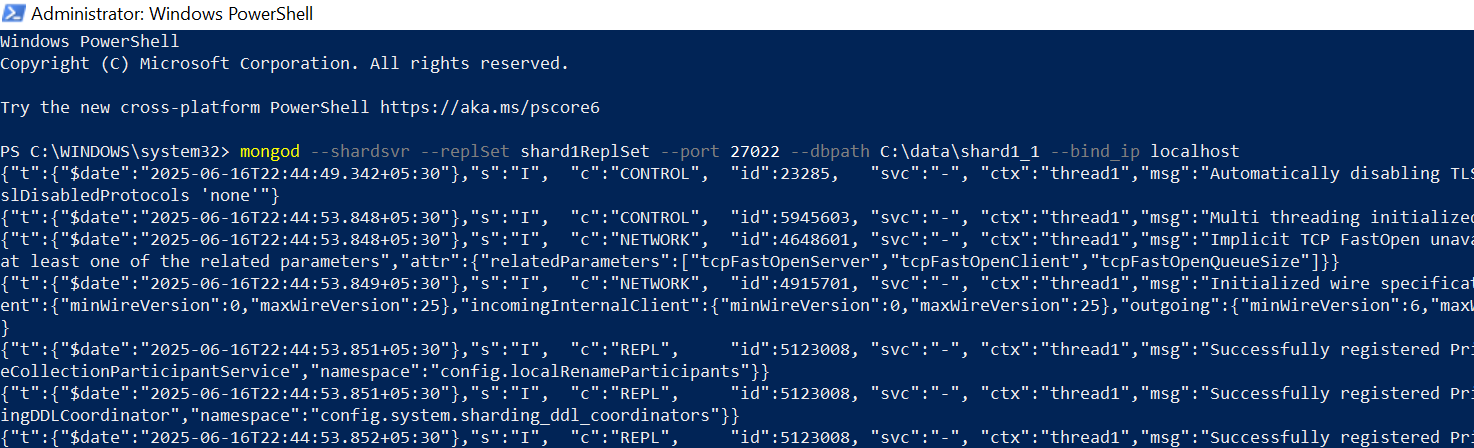 Administrator: Windows PowerShell
Windows PowerShell
Copyright (C) Microsoft Corporation. All rights reserved.
Try the new cross-platform PowerShell https://aka.ms/pscore6
PS C:\WINDOWS\system32> mongod --shardsvr --replSet shard1ReplSet --port 27022 --dbpath C:\data\shard1_1 --bind_ip localhost
{"t":{"$date":"2025-06-16T22:44:49.342+05:30"},"s":"I",  "c":"CONTROL",  "id":23285,   "svc":"-", "ctx":"thread1","msg":"Automatically disabling TLS
slDisabledProtocols 'none'"}
{"t":{"$date":"2025-06-16T22:44:53.848+05:30"},"s":"I",  "c":"CONTROL",  "id":5945603, "svc":"-", "ctx":"thread1","msg":"Multi threading initialized
{"t":{"$date":"2025-06-16T22:44:53.848+05:30"},"s":"I",  "c":"NETWORK",  "id":4648601, "svc":"-", "ctx":"thread1","msg":"Implicit TCP FastOpen unava
at least one of the related parameters","attr":{"relatedParameters":["tcpFastOpenServer","tcpFastOpenClient","tcpFastOpenQueueSize"]}}
{"t":{"$date":"2025-06-16T22:44:53.849+05:30"},"s":"I",  "c":"NETWORK",  "id":4915701, "svc":"-", "ctx":"thread1","msg":"Initialized wire specificat
ent":{"minWireVersion":0,"maxWireVersion":25},"incomingInternalClient":{"minWireVersion":0,"maxWireVersion":25},"outgoing":{"minWireVersion":6,"maxW
}
{"t":{"$date":"2025-06-16T22:44:53.851+05:30"},"s":"I",  "c":"REPL",     "id":5123008, "svc":"-", "ctx":"thread1","msg":"Successfully registered Pri
eCollectionParticipantService","namespace":"config.localRenameParticipants"}}
{"t":{"$date":"2025-06-16T22:44:53.851+05:30"},"s":"I",  "c":"REPL",     "id":5123008, "svc":"-", "ctx":"thread1","msg":"Successfully registered Pri
ingDDLCoordinator","namespace":"config.system.sharding_ddl_coordinators"}}
{"t":{"$date":"2025-06-16T22:44:53.852+05:30"},"s":"I",  "c":"REPL",     "id":5123008, "svc":"-", "ctx":"thread1","msg":"Successfully registered Pri